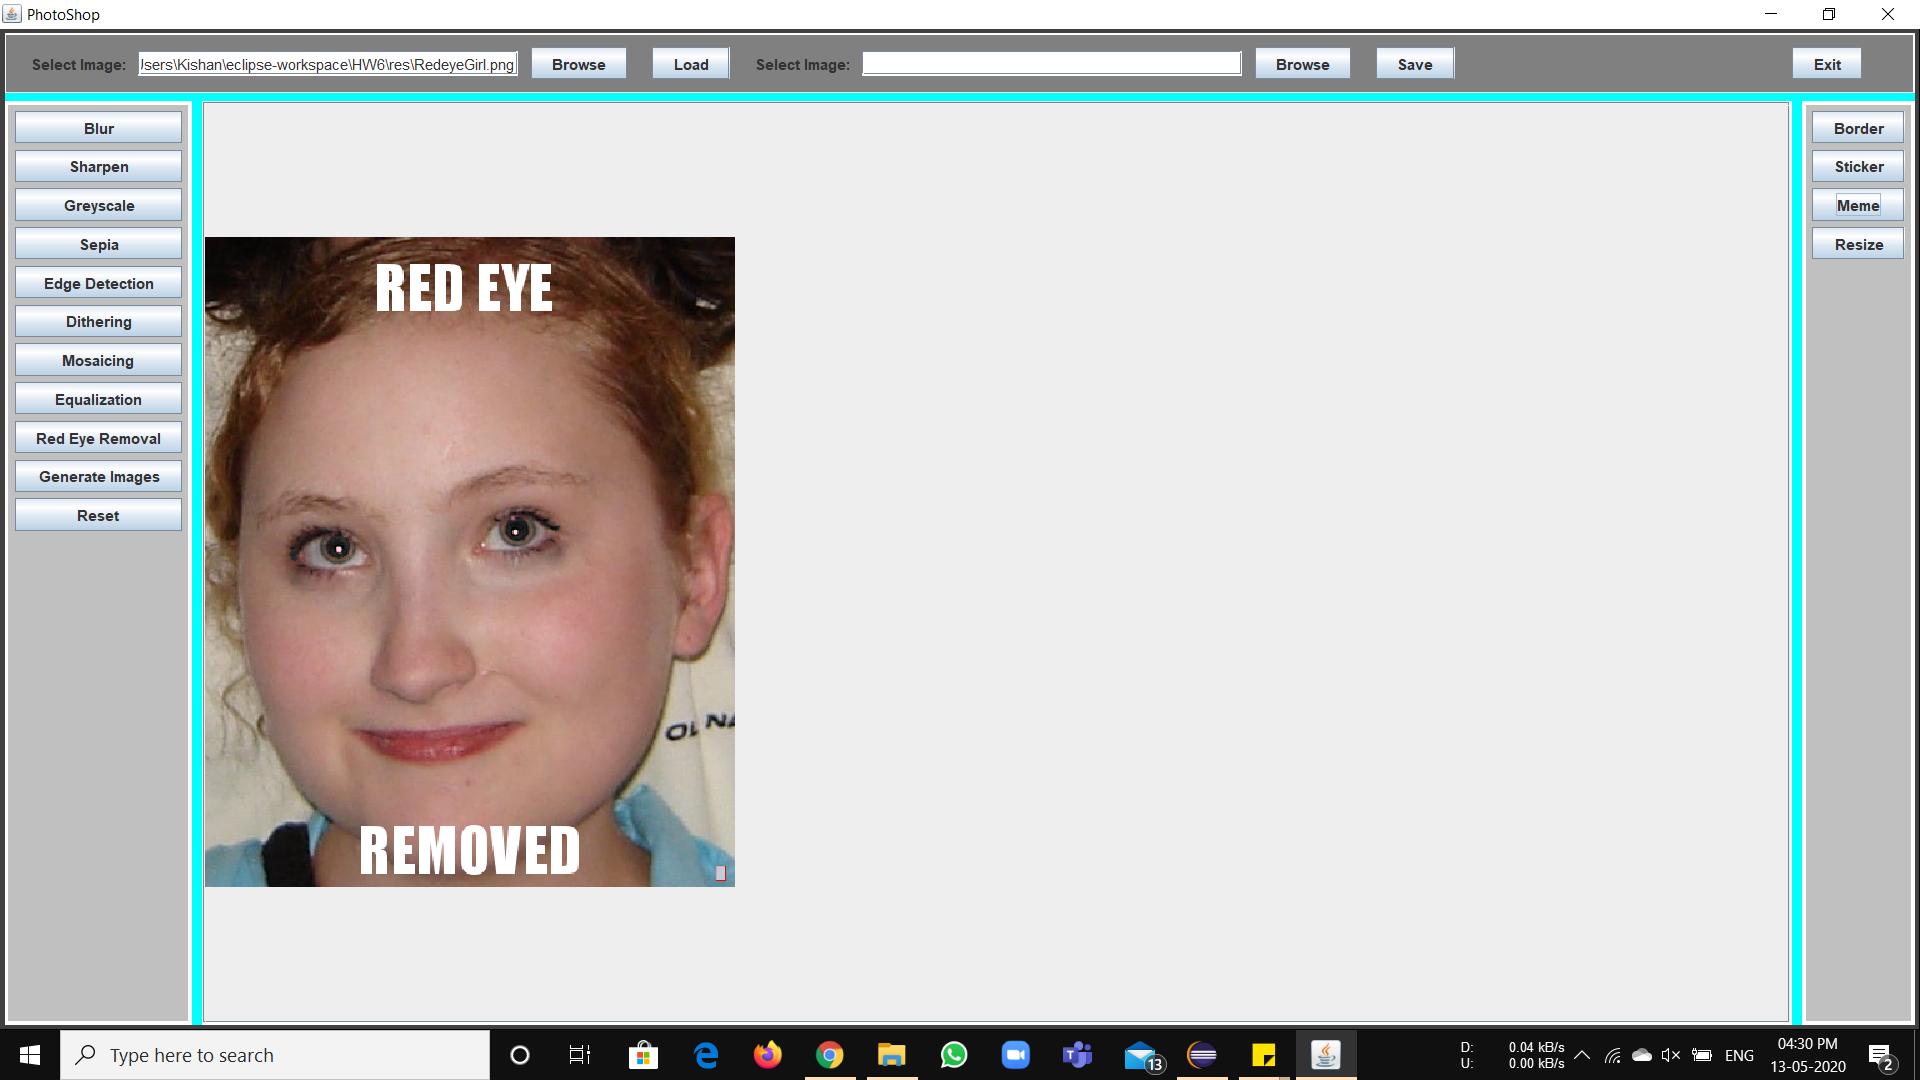 PhotoShop
Select Image: Jsers\Kishan\eclipse-workspace\HW6\res\RedeyeGirl.png Browse Load Select Image: Browse Save Exit
Blur
Sharpen
Greyscale
Sepia
Edge Detection
Dithering
Mosaicing
Equalization
Red Eye Removal
Generate Images
Reset
RED EYE
OL NA
REMOVED
Border
Sticker
Meme
Resize
Type here to search
13
D: 0.04 kB/s
U: 0.00 kB/s
ENG
04:30 PM
13-05-2020
2